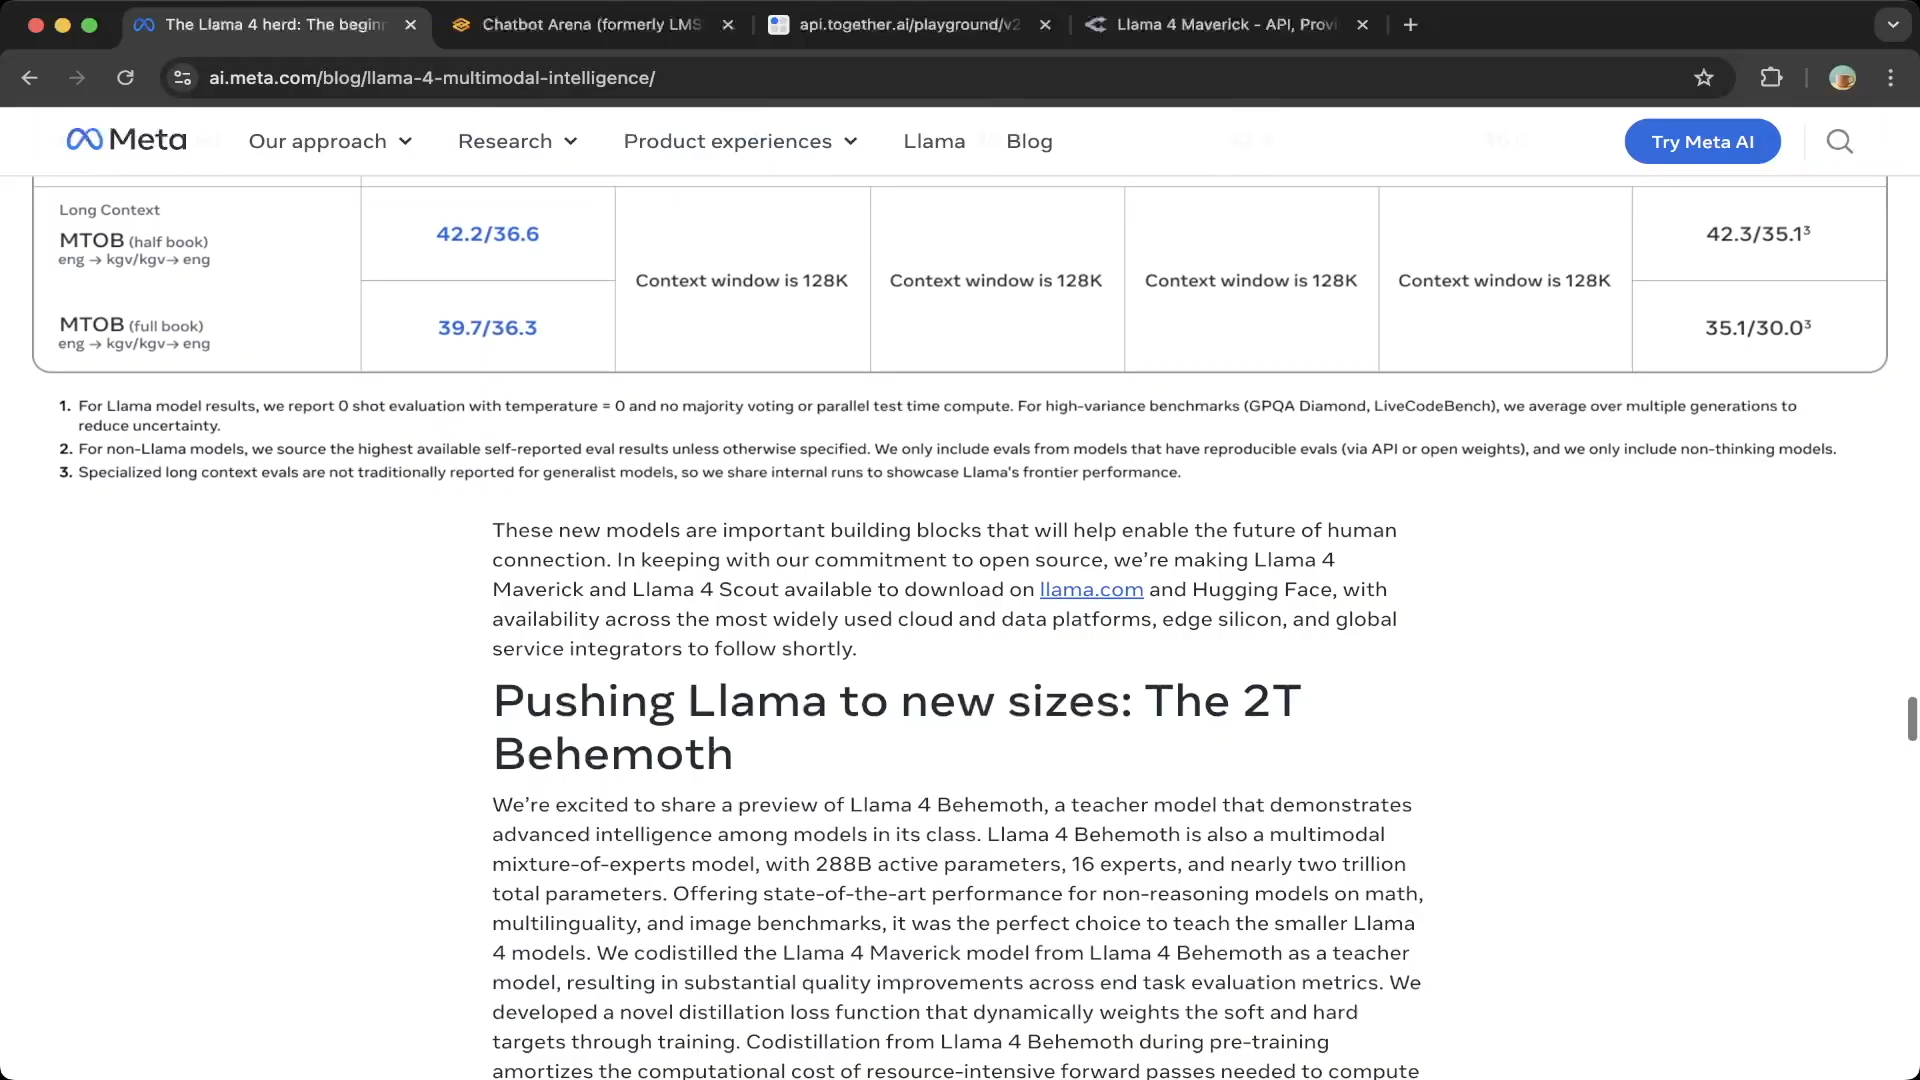 The Llama 4 herd: The beginn
Chatbot Arena (formerly LMS
api.together.ai/playground/v2
Llama 4 Maverick - API, Provi
ai.meta.com/blog/llama-4-multimodal-intelligence/
Meta
Our approach
Research
Product experiences
Llama
Blog
Try Meta AI
Long Context
MTOB (half book)
eng → kgv/kgv→ eng
42.2/36.6
Context window is 128K
Context window is 128K
Context window is 128K
Context window is 128K
42.3/35.1³
MTOB (full book)
eng → kgv/kgv→ eng
39.7/36.3
35.1/30.0³
1. For Llama model results, we report 0 shot evaluation with temperature = 0 and no majority voting or parallel test time compute. For high-variance benchmarks (GPQA Diamond, LiveCodeBench), we average over multiple generations to
reduce uncertainty.
2. For non-Llama models, we source the highest available self-reported eval results unless otherwise specified. We only include evals from models that have reproducible evals (via API or open weights), and we only include non-thinking models.
3. Specialized long context evals are not traditionally reported for generalist models, so we share internal runs to showcase Llama's frontier performance.
These new models are important building blocks that will help enable the future of human
connection. In keeping with our commitment to open source, we’re making Llama 4
Maverick and Llama 4 Scout available to download on llama.com and Hugging Face, with
availability across the most widely used cloud and data platforms, edge silicon, and global
service integrators to follow shortly.
Pushing Llama to new sizes: The 2T
Behemoth
We’re excited to share a preview of Llama 4 Behemoth, a teacher model that demonstrates
advanced intelligence among models in its class. Llama 4 Behemoth is also a multimodal
mixture-of-experts model, with 288B active parameters, 16 experts, and nearly two trillion
total parameters. Offering state-of-the-art performance for non-reasoning models on math,
multilinguality, and image benchmarks, it was the perfect choice to teach the smaller Llama
4 models. We codistilled the Llama 4 Maverick model from Llama 4 Behemoth as a teacher
model, resulting in substantial quality improvements across end task evaluation metrics. We
developed a novel distillation loss function that dynamically weights the soft and hard
targets through training. Codistillation from Llama 4 Behemoth during pre-training
amortizes the computational cost of resource-intensive forward passes needed to compute